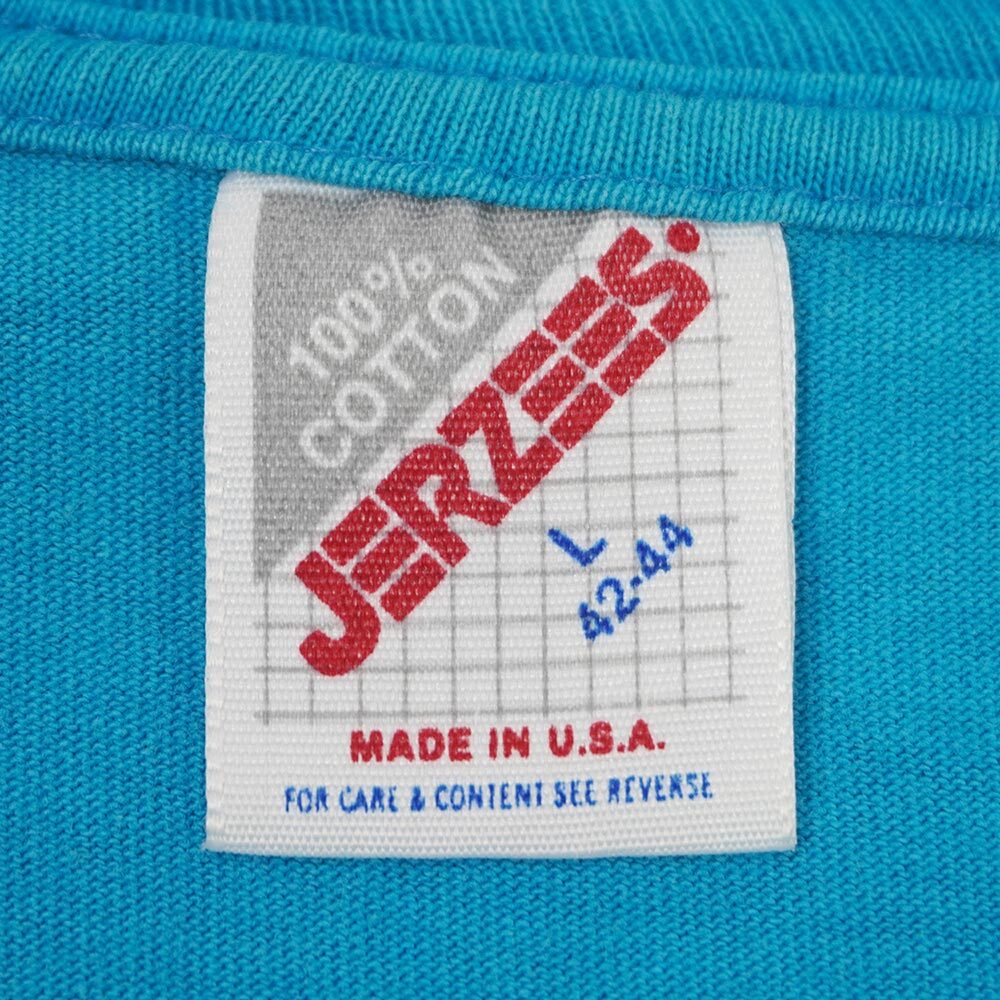 100%
COTTON
JERZEES.
L
42-44
MADE IN U.S.A.
FOR CARE & CONTENT SEE REVERSE